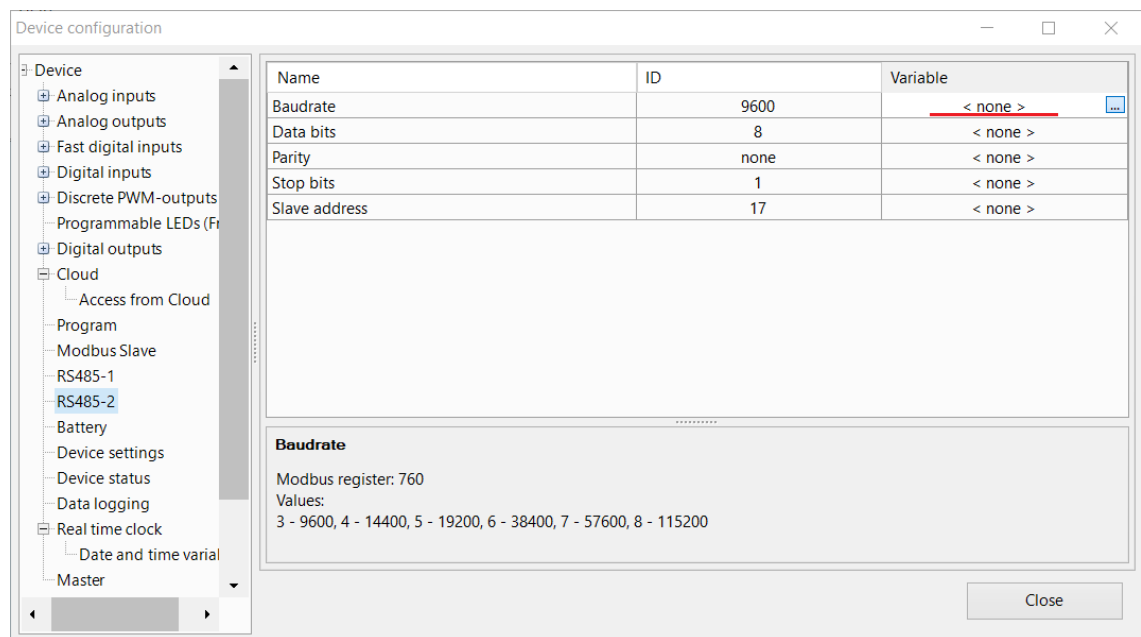 Device configuration
Device
Analog inputs
Analog outputs
Fast digital inputs
Digital inputs
Discrete PWM-outputs
Programmable LEDs (Fr
Digital outputs
Cloud
Access from Cloud
Program
Modbus Slave
RS485-1
RS485-2
Battery
Device settings
Device status
Data logging
Real time clock
Date and time varial
Master
Name ID Variable
Baudrate 9600 < none > ...
Data bits 8 < none >
Parity none < none >
Stop bits 1 < none >
Slave address 17 < none >
Baudrate
Modbus register: 760
Values:
3 - 9600, 4 - 14400, 5 - 19200, 6 - 38400, 7 - 57600, 8 - 115200
Close